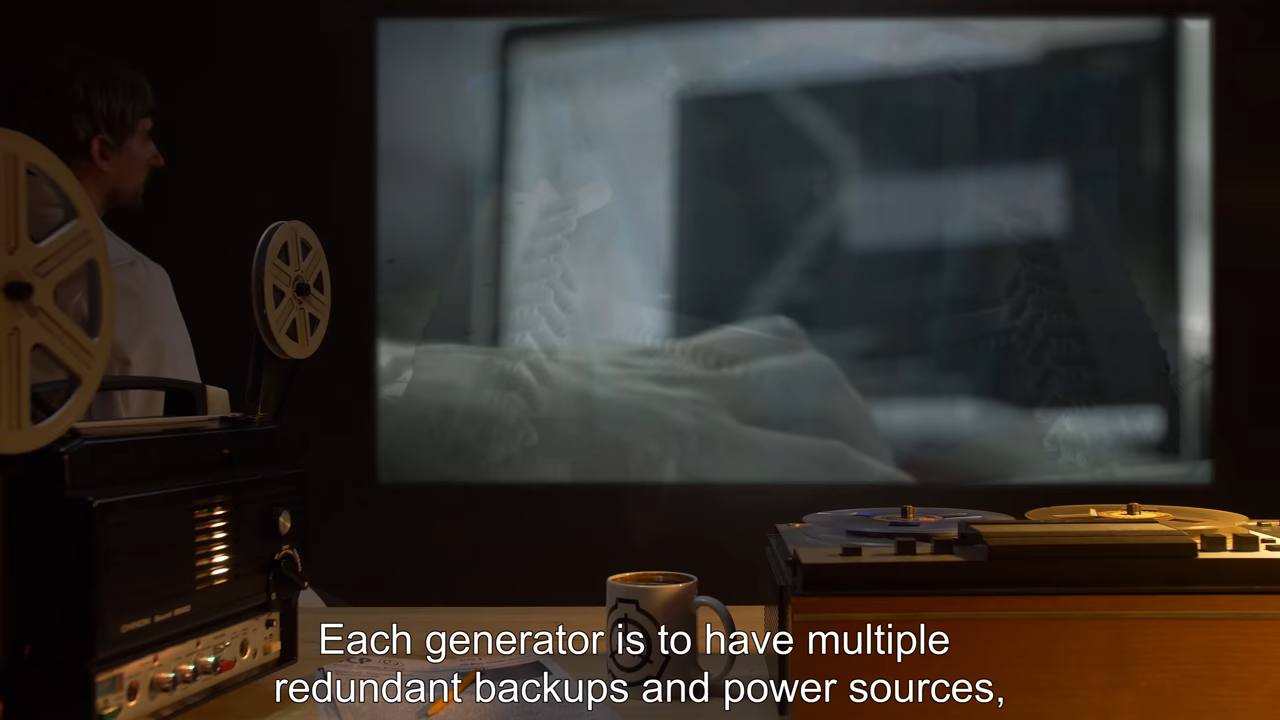 Each generator is to have multiple
redundant backups and power sources,